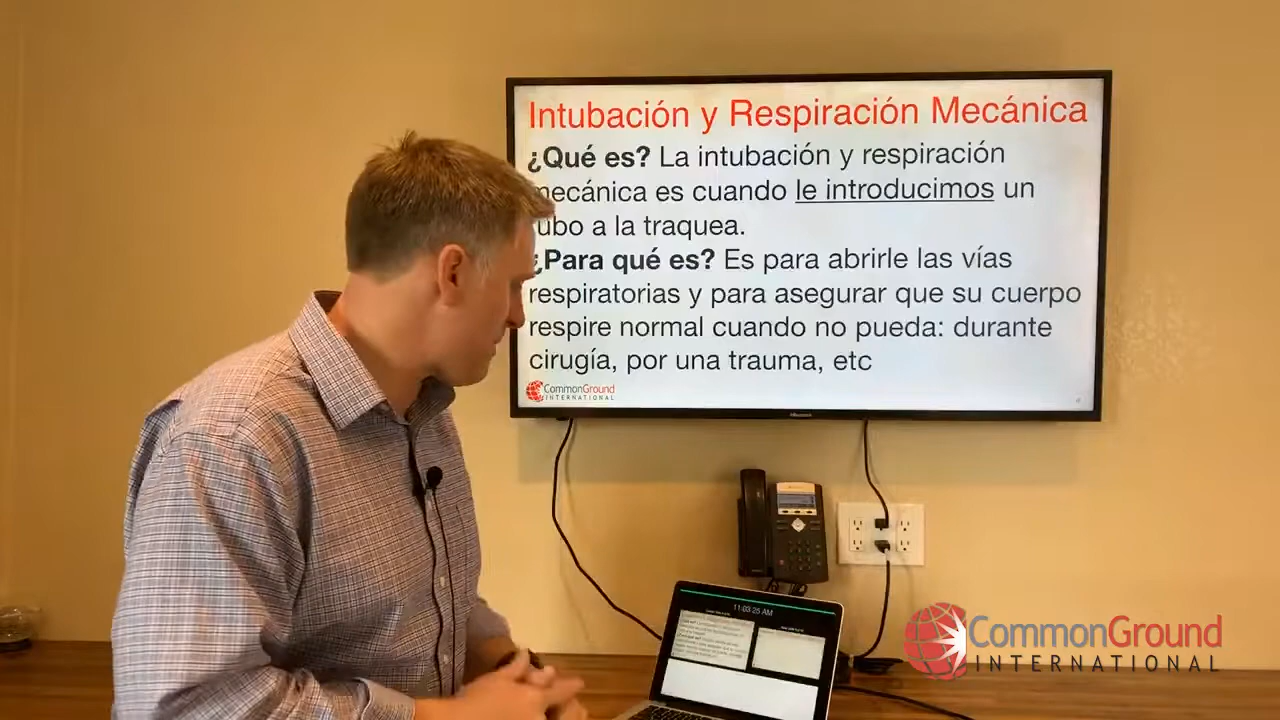 Intubación y Respiración Mecánica
¿Qué es? La intubación y respiración
mecánica es cuando le introducimos un
tubo a la traquea.
¿Para qué es? Es para abrirle las vías
respiratorias y para asegurar que su cuerpo
respire normal cuando no pueda: durante
cirugía, por una trauma, etc
CommonGround
INTERNATIONAL
11:03:25 AM
CommonGround
INTERNATIONAL